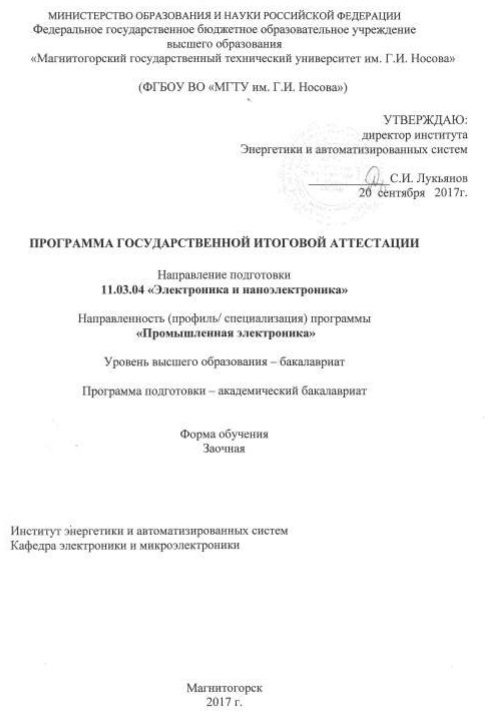 МИНИСТЕРСТВО ОБРАЗОВАНИЯ И НАУКИ РОССИЙСКОЙ ФЕДЕРАЦИИ
Федеральное государственное бюджетное образовательное учреждение
высшего образования
«Магнитогорский государственный технический университет им. Г.И. Носова»
(ФГБОУ ВО «МГТУ им. Г.И. Носова»)
УТВЕРЖДАЮ:
директор института
Энергетики и автоматизированных систем
С.И. Лукьянов
20 сентября 2017г.
ПРОГРАММА ГОСУДАРСТВЕННОЙ ИТОГОВОЙ АТТЕСТАЦИИ
Направление подготовки
11.03.04 «Электроника и наноэлектроника»
Направленность (профиль/ специализация) программы
«Промышленная электроника»
Уровень высшего образования – бакалавриат
Программа подготовки – академический бакалавриат
Форма обучения
Заочная
Институт энергетики и автоматизированных систем
Кафедра электроники и микроэлектроники
Магнитогорск
2017 г.